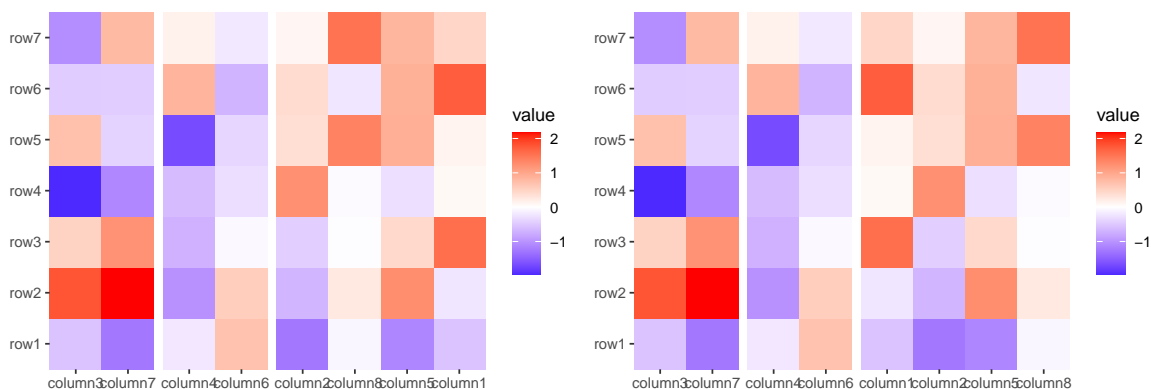 row7
row6
row5
row4
row3
row2
row1
column3 column7 column4 column6 column2 column8 column5 column1
value
2
1
0
−1
row7
row6
row5
row4
row3
row2
row1
column3 column7 column4 column6 column1 column2 column5 column8
value
2
1
0
−1